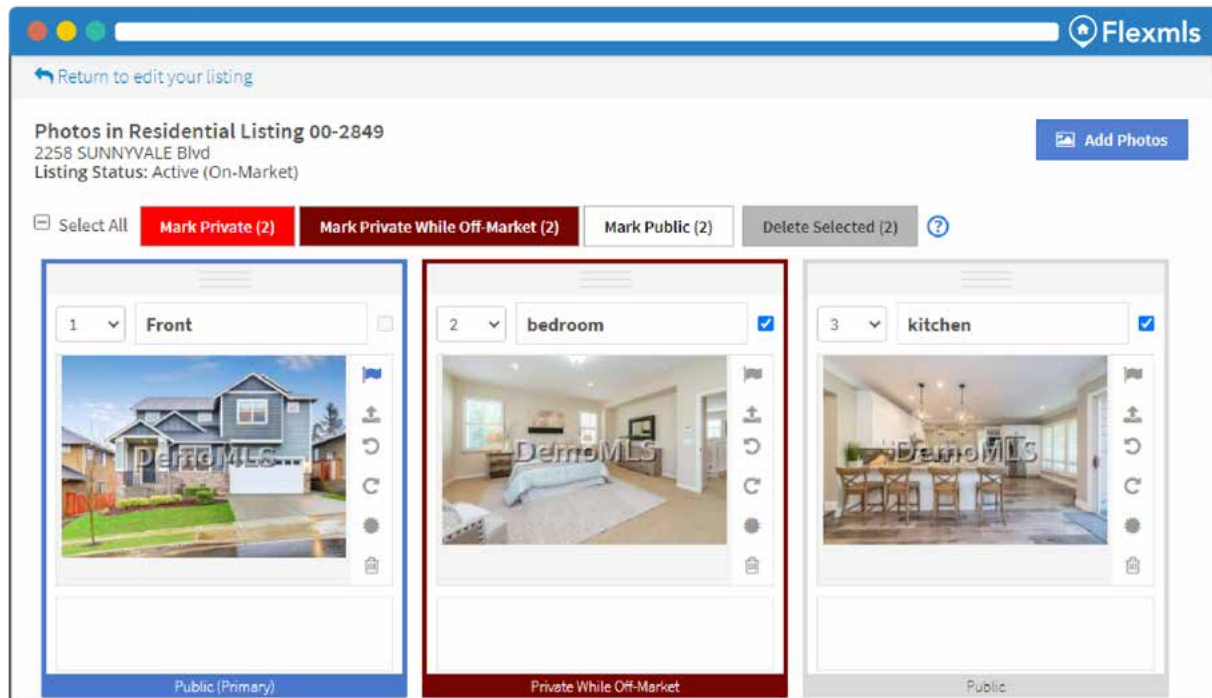 Flexmls
Return to edit your listing
Photos in Residential Listing 00-2849
2258 SUNNYVALE Blvd
Listing Status: Active (On-Market)
Add Photos
Select All
Mark Private (2)
Mark Private While Off-Market (2)
Mark Public (2)
Delete Selected (2)
?
1
Front
2
bedroom
3
kitchen
DemoMLS
DemoMLS
DemoMLS
Public (Primary)
Private While Off-Market
Public